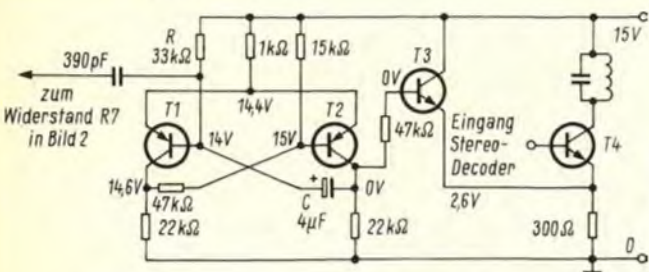 390pF
zum
Widerstand R7
in Bild 2
R
33kΩ
1kΩ
15kΩ
14,4V
T1
T2
14V
15V
14,6V
47kΩ
22kΩ
+
C
4µF
0V
22kΩ
0V
T3
47kΩ
Eingang
Stereo-
Decoder
2,6V
15V
T4
300Ω
0